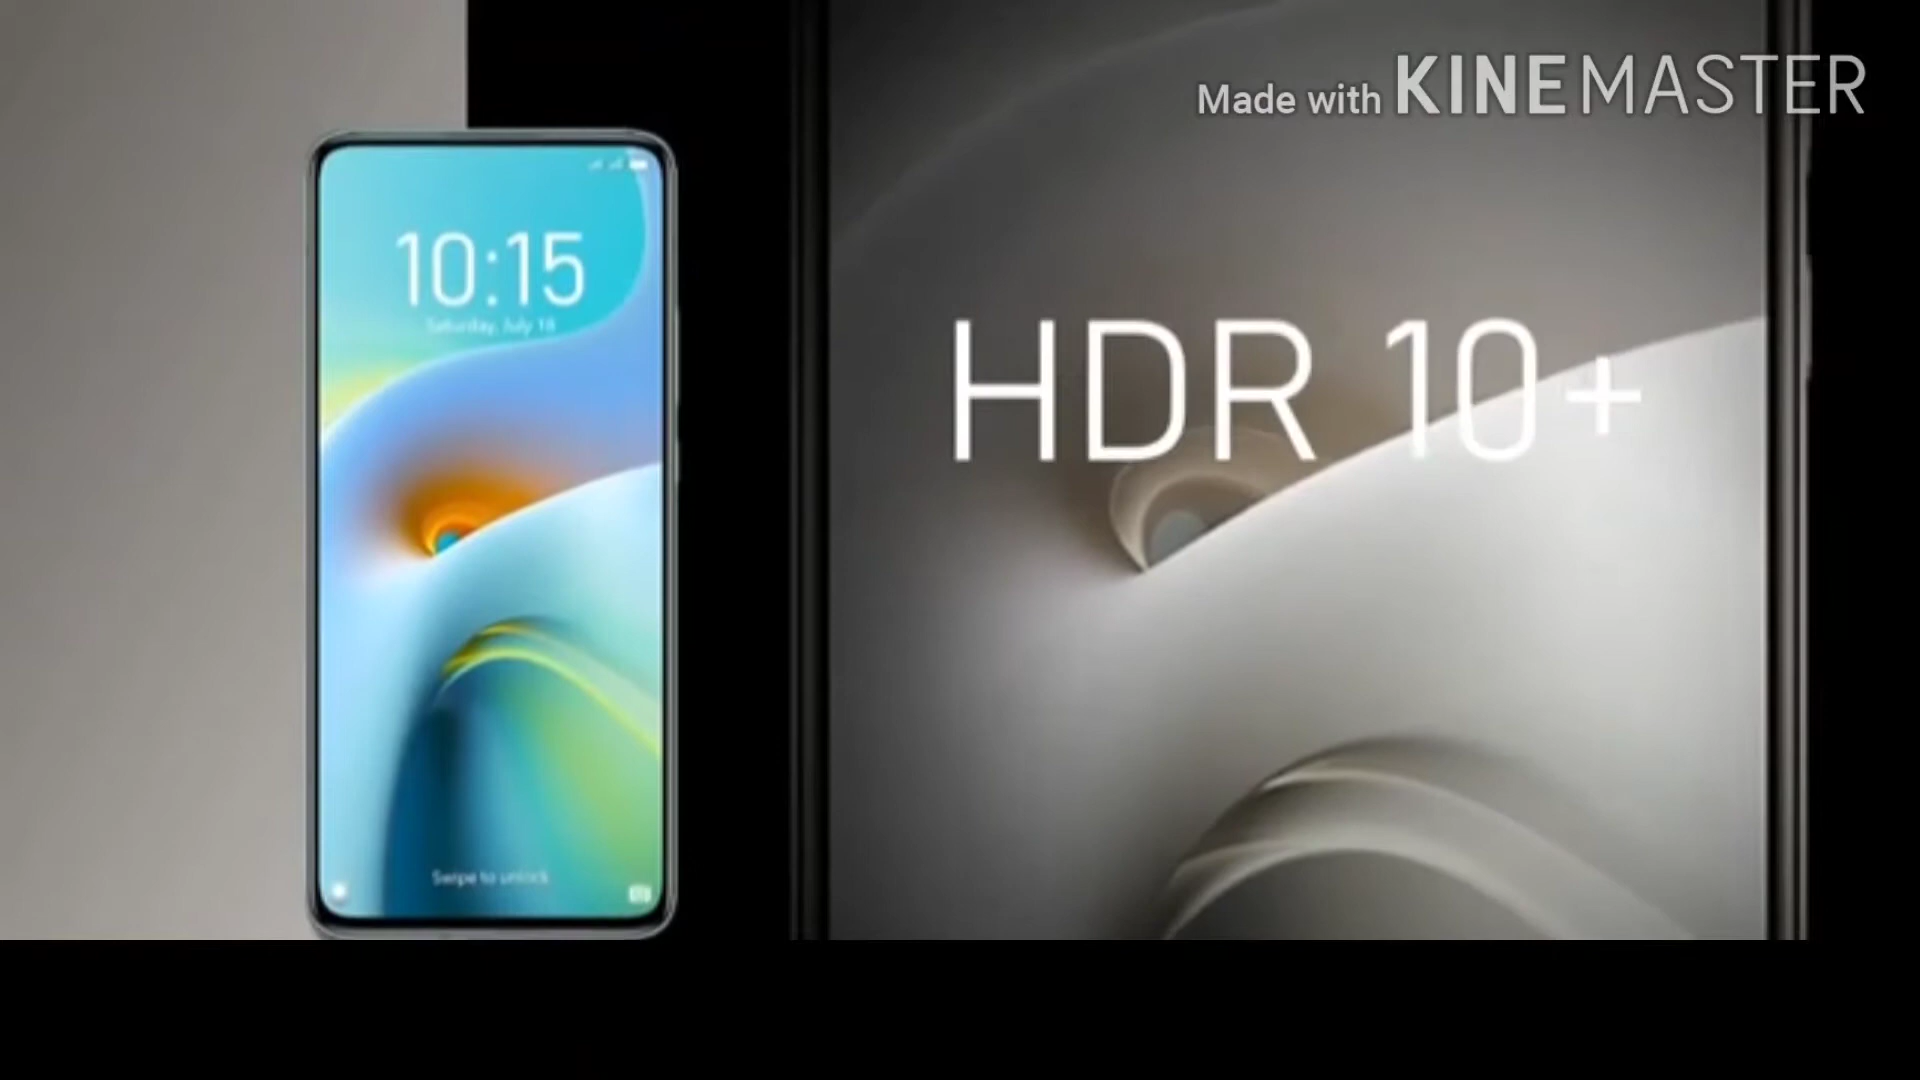 Made with KINEMASTER
10:15
Saturday, July 18
HDR 10+
Swipe to unlock